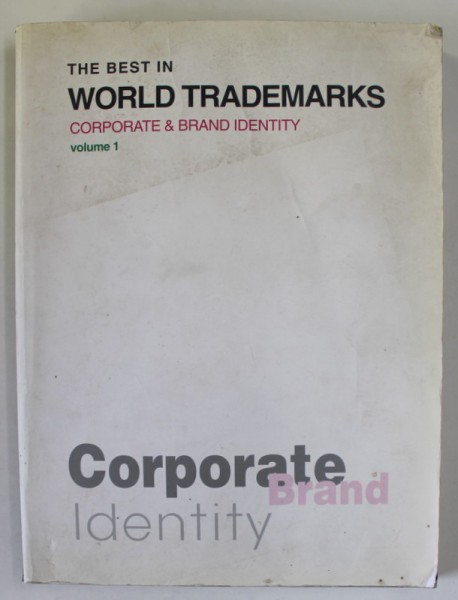 THE BEST IN
WORLD TRADEMARKS
CORPORATE & BRAND IDENTITY
volume 1
Corporate
Brand
Identity